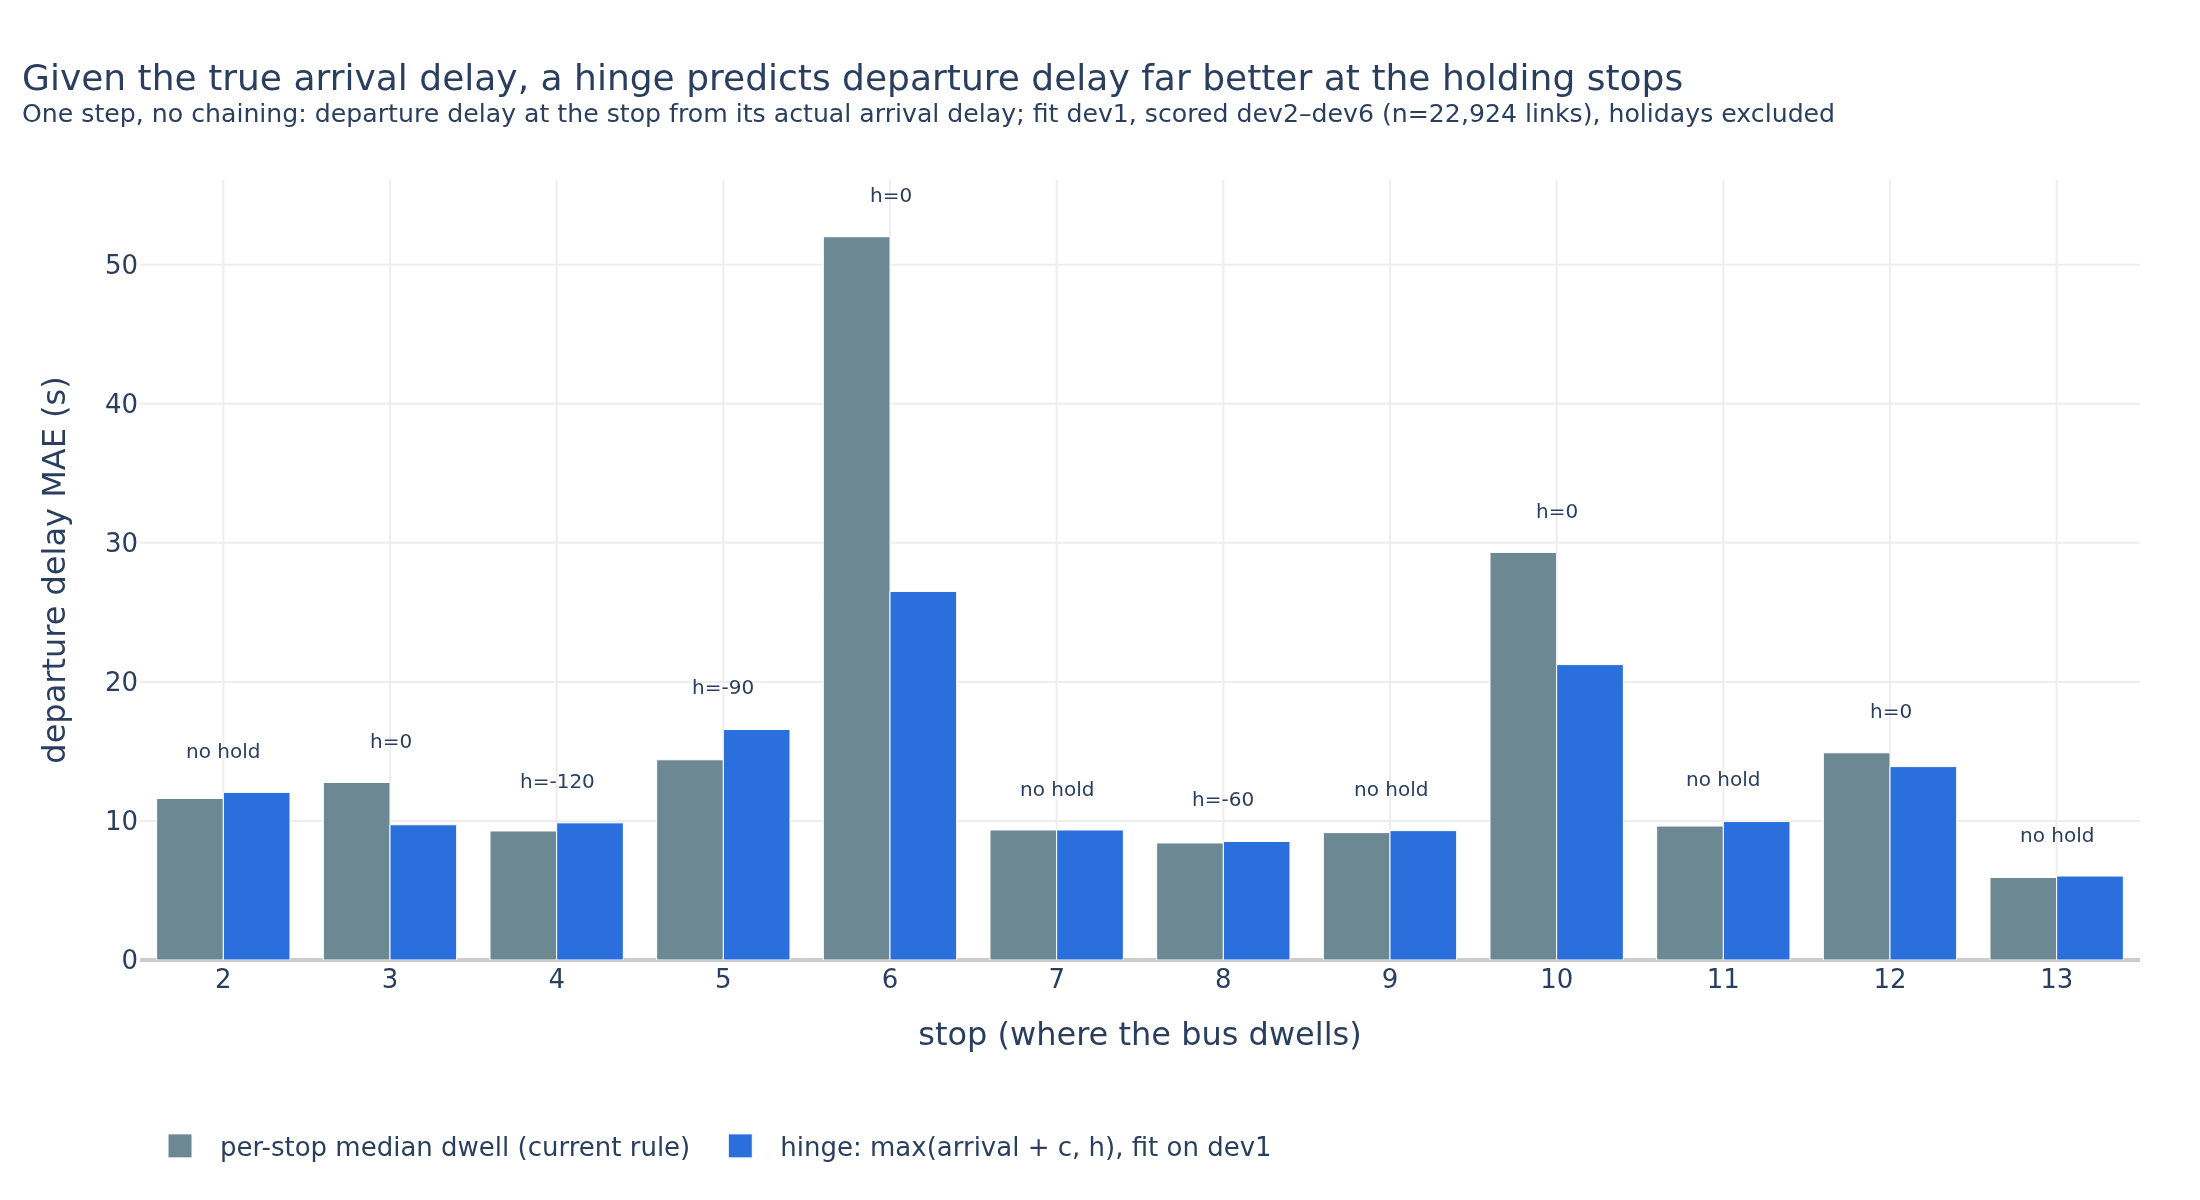 Given the true arrival delay, a hinge predicts departure delay far better at the holding stops
One step, no chaining: departure delay at the stop from its actual arrival delay; fit dev1, scored dev2–dev6 (n=22,924 links), holidays excluded
departure delay MAE (s)
50
40
30
20
10
0
no hold
h=0
h=-120
h=-90
h=0
no hold
h=-60
no hold
h=0
no hold
h=0
no hold
2 3 4 5 6 7 8 9 10 11 12 13
stop (where the bus dwells)
per-stop median dwell (current rule) hinge: max(arrival + c, h), fit on dev1